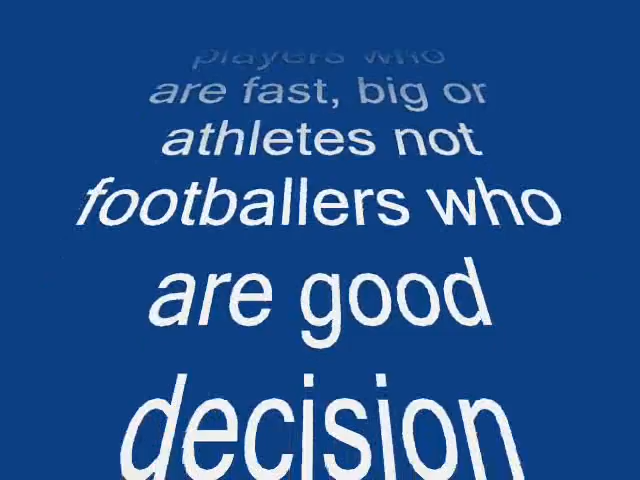 players who
are fast, big or
athletes not
footballers who
are good
decision